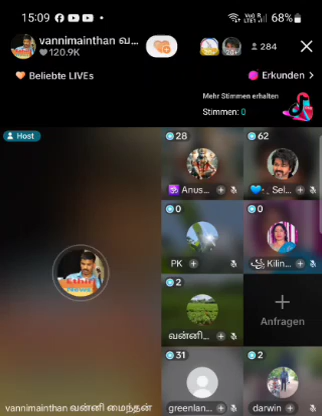 15:09
68%
vannimainthan வ...
120.9K
284
Beliebte LIVEs
Erkunden >
Mehr Stimmen erhalten
Stimmen: 0
Host
28
62
Anus...
Sel...
0
0
PK
Kilin...
2
வன்னி...
Anfragen
31
2
greenlan...
darwin
vannimainthan வன்னி மைந்தன்